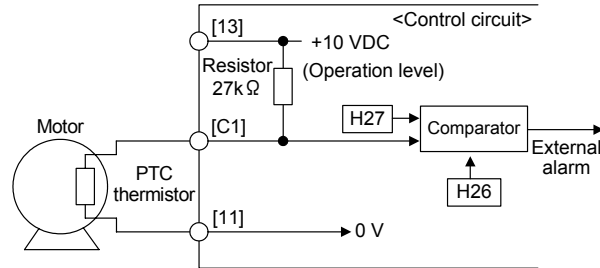 <Control circuit>
[13]
+10 VDC
Resistor
27kΩ
(Operation level)
H27
Motor
[C1]
Comparator
External
alarm
PTC
thermistor
H26
[11]
0 V